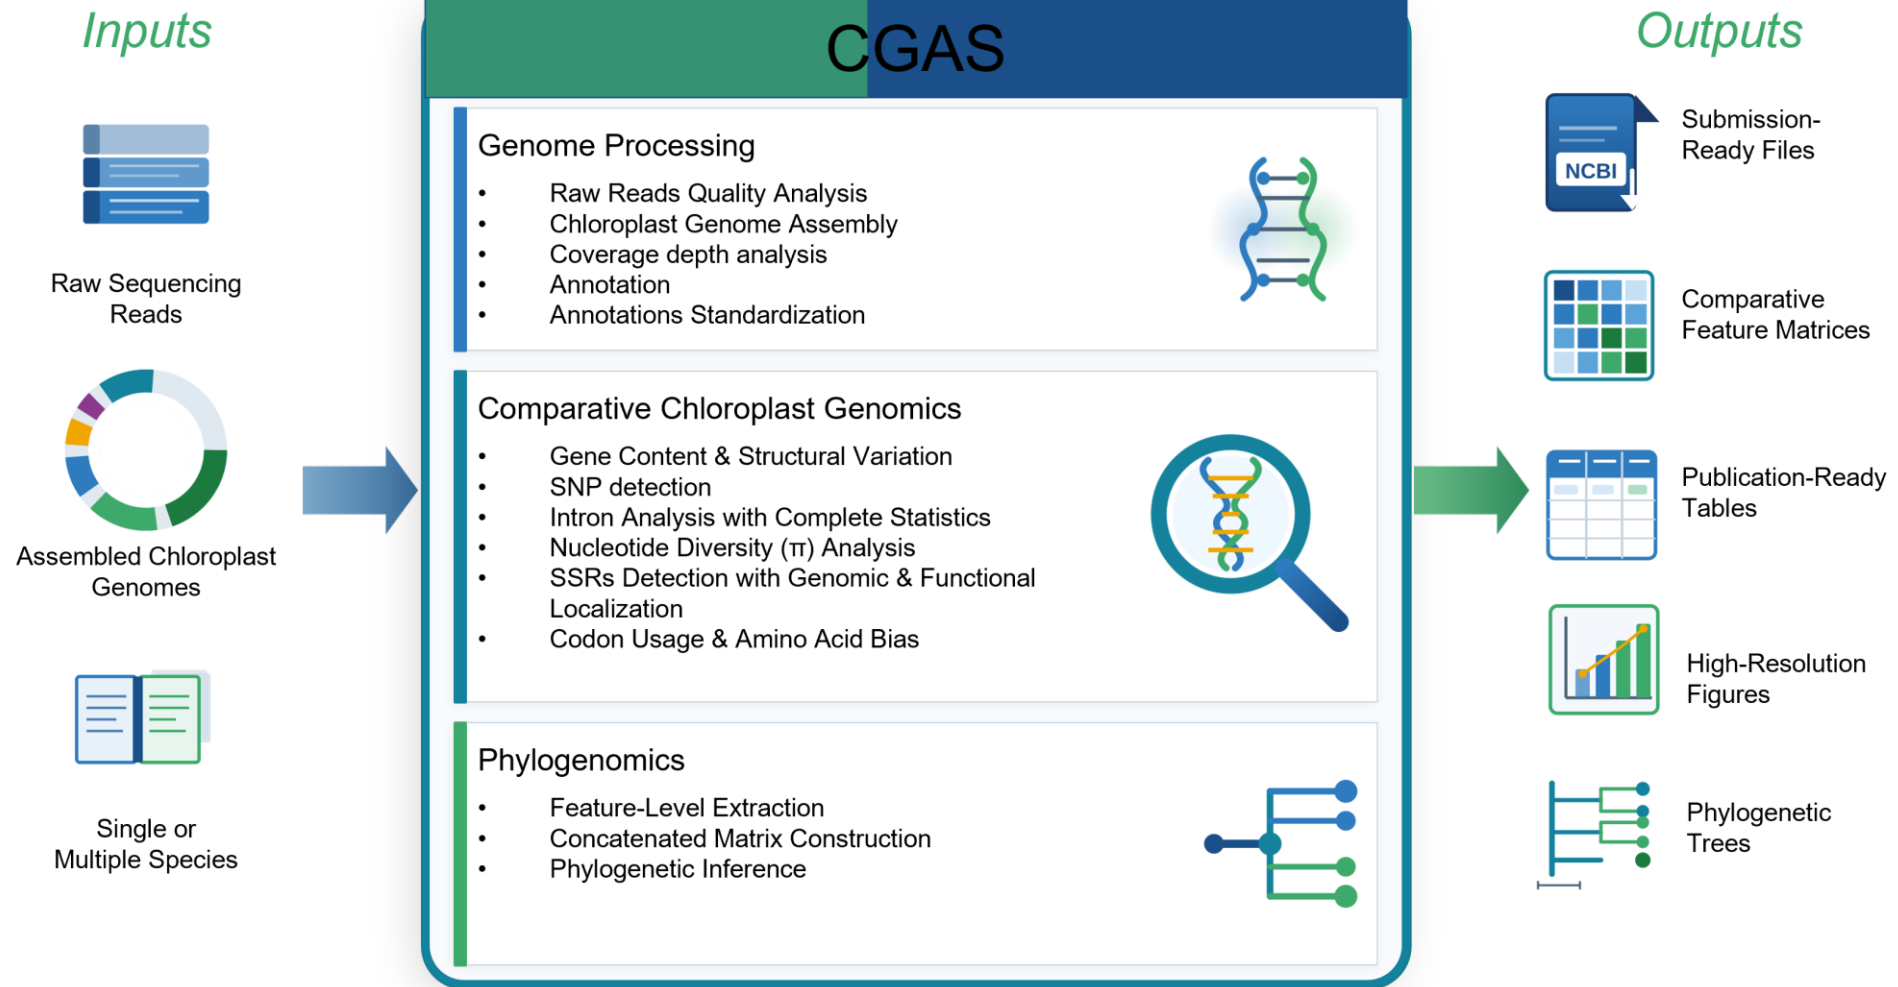 Inputs
Raw Sequencing
Reads
Assembled Chloroplast
Genomes
Single or
Multiple Species
CGAS
Genome Processing
• Raw Reads Quality Analysis
• Chloroplast Genome Assembly
• Coverage depth analysis
• Annotation
• Annotations Standardization
Comparative Chloroplast Genomics
• Gene Content & Structural Variation
• SNP detection
• Intron Analysis with Complete Statistics
• Nucleotide Diversity (π) Analysis
• SSRs Detection with Genomic & Functional
Localization
• Codon Usage & Amino Acid Bias
Phylogenomics
• Feature-Level Extraction
• Concatenated Matrix Construction
• Phylogenetic Inference
Outputs
NCBI
Submission-
Ready Files
Comparative
Feature Matrices
Publication-Ready
Tables
High-Resolution
Figures
Phylogenetic
Trees